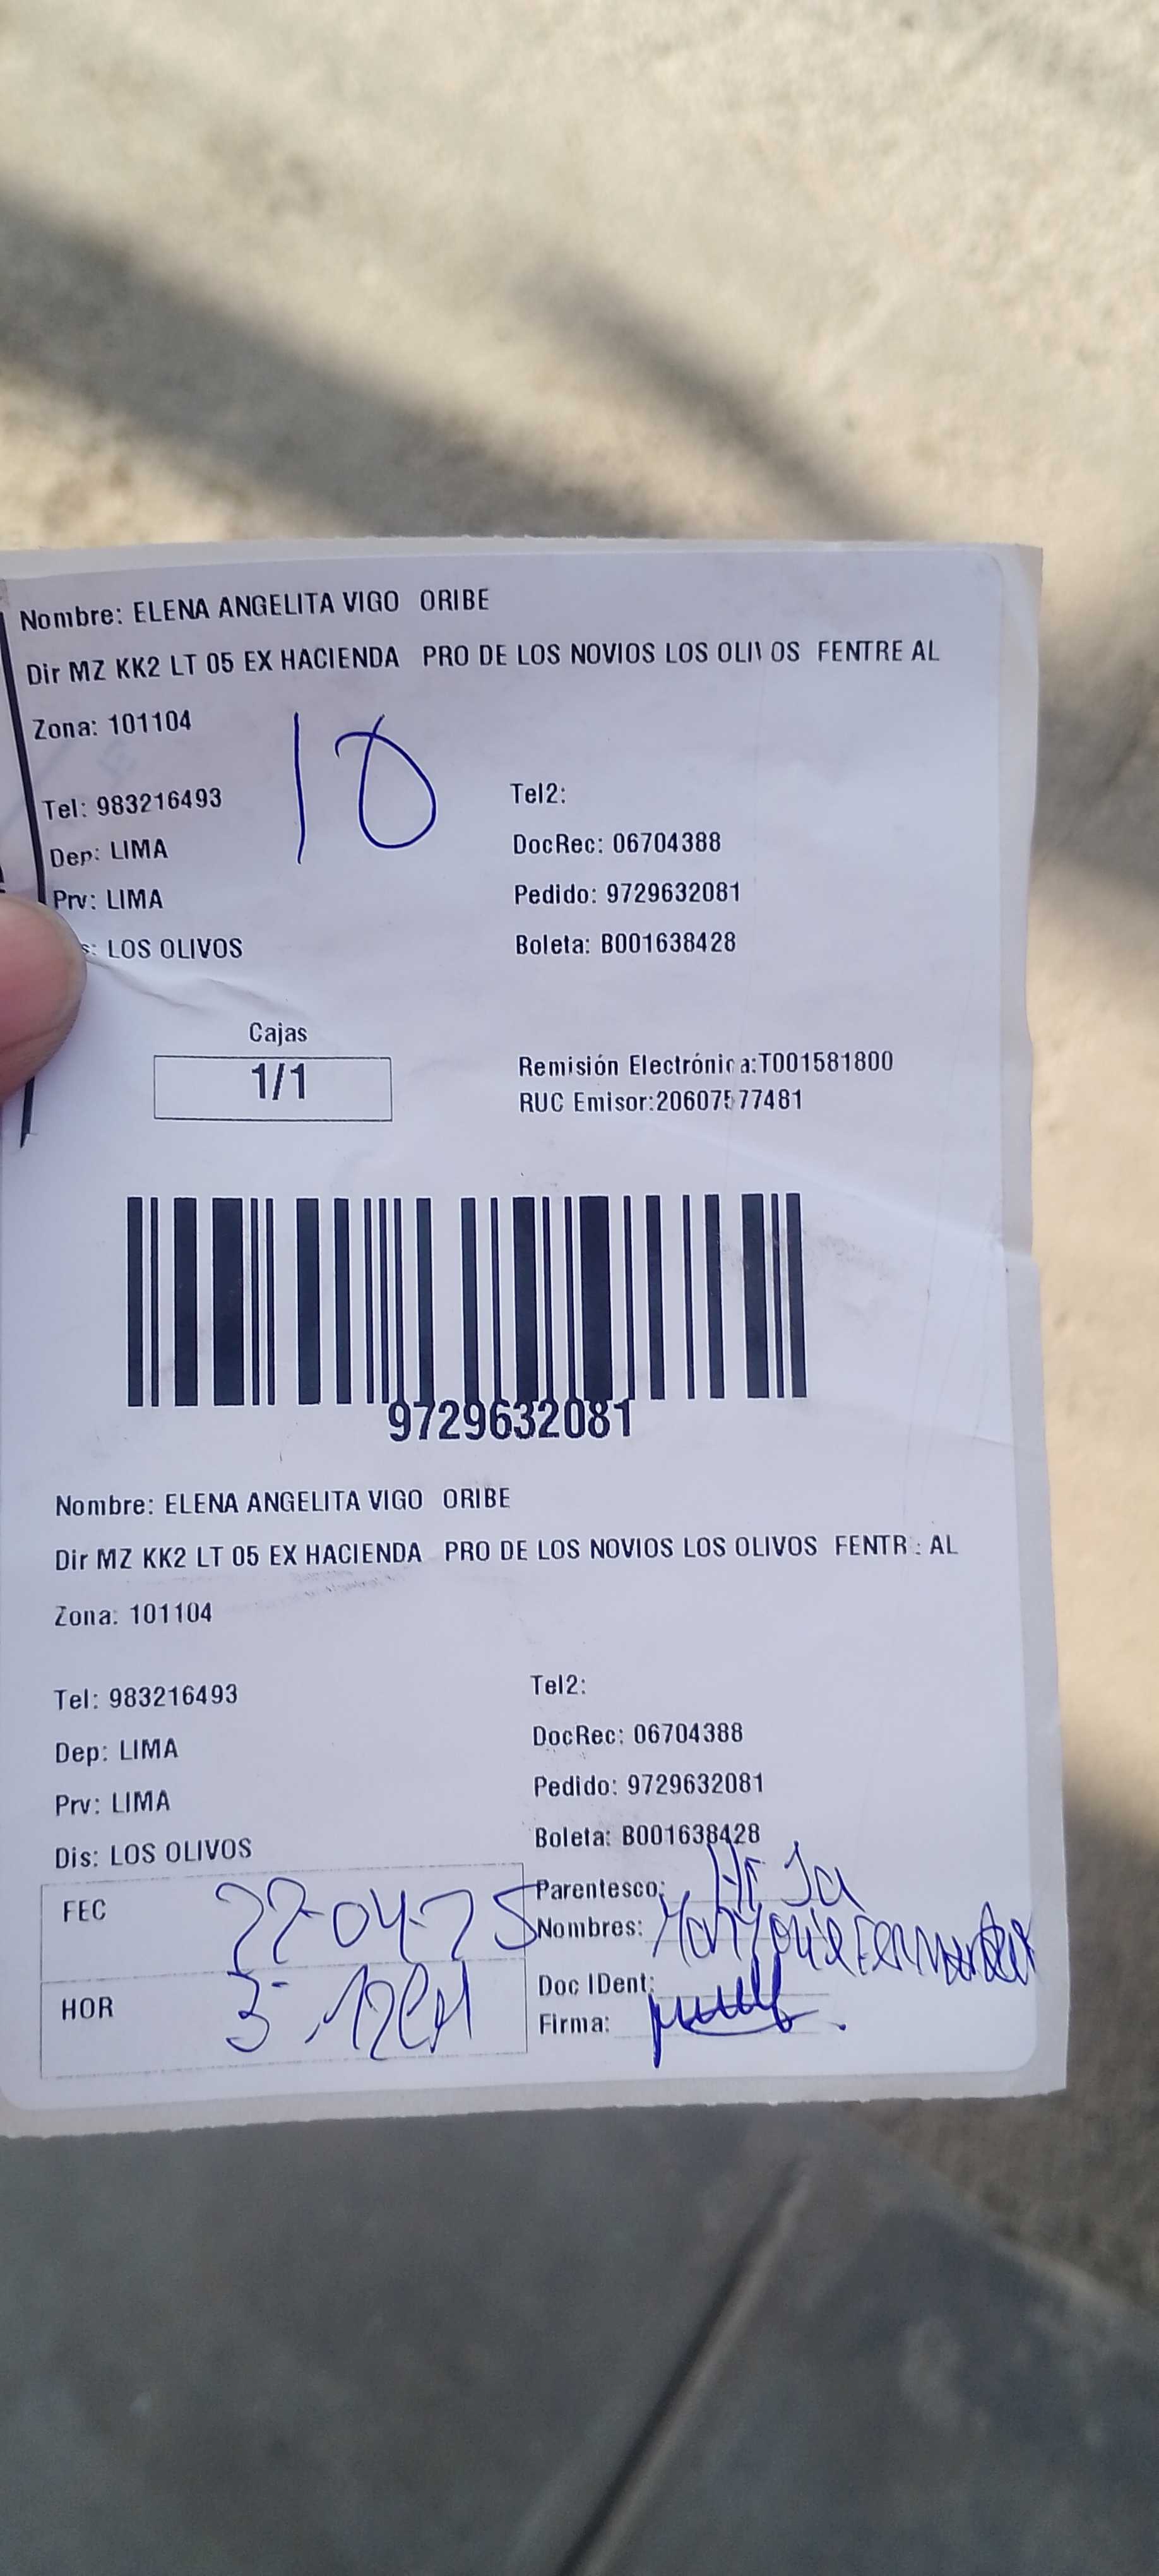 Nombre: ELENA ANGELITA VIGO ORIBE
Dir MZ KK2 LT 05 EX HACIENDA PRO DE LOS NOVIOS LOS OLIVOS FENTRE AL
Zona: 101104
10
Tel: 983216493 Tel2:
Dep: LIMA DocRec: 06704388
Prv: LIMA Pedido: 9729632081
s: LOS OLIVOS Boleta: B001638428
Cajas
1/1
Remisión Electrónica:T001581800
RUC Emisor:20607577481
9729632081
Nombre: ELENA ANGELITA VIGO ORIBE
Dir MZ KK2 LT 05 EX HACIENDA PRO DE LOS NOVIOS LOS OLIVOS FENTR: AL
Zona: 101104
Tel: 983216493 Tel2:
Dep: LIMA DocRec: 06704388
Prv: LIMA Pedido: 9729632081
Dis: LOS OLIVOS Boleta: B001638428
FEC 22-04-25 Parentesco: HIJa
Nombres:
HOR Doc IDent:
Firma: